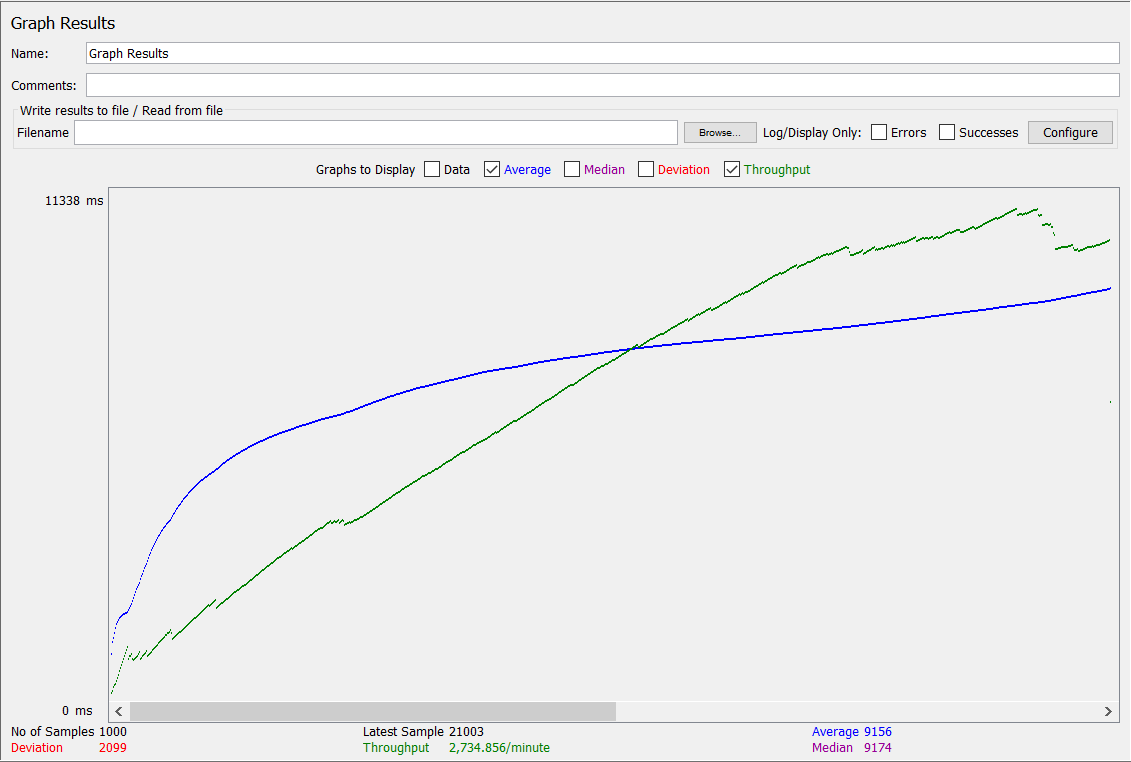 Graph Results
Name: Graph Results
Comments:
Write results to file / Read from file
Filename Browse... Log/Display Only: Errors Successes Configure
Graphs to Display Data Average Median Deviation Throughput
11338 ms
0 ms
No of Samples 1000 Latest Sample 21003 Average 9156
Deviation 2099 Throughput 2,734.856/minute Median 9174